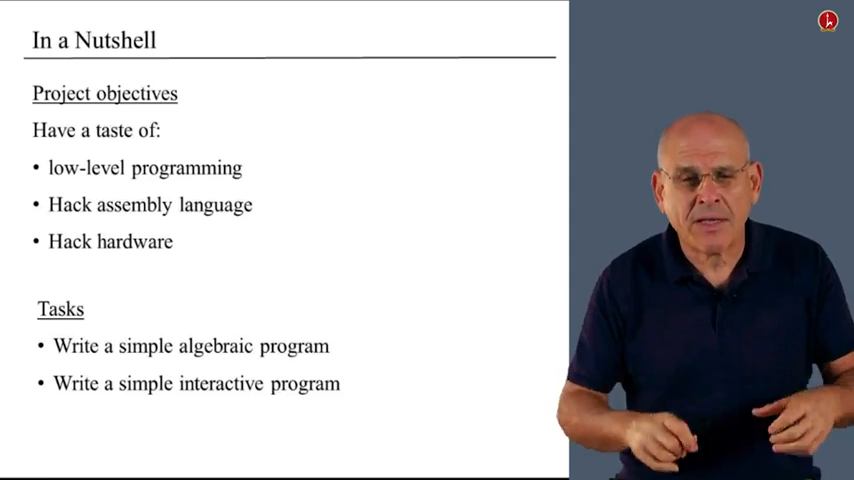 In a Nutshell
Project objectives
Have a taste of:
• low-level programming
• Hack assembly language
• Hack hardware
Tasks
• Write a simple algebraic program
• Write a simple interactive program